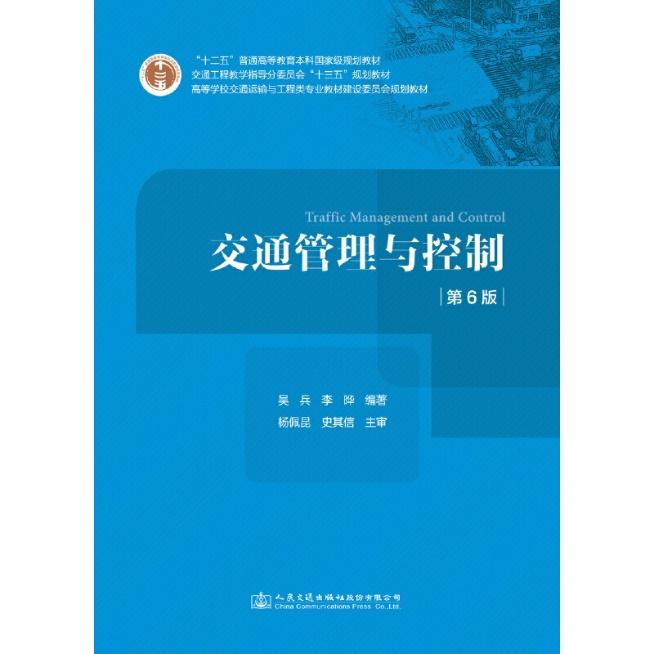 “十二五”普通高等教育本科国家级规划教材
交通工程教学指导分委员会“十三五”规划教材
高等学校交通运输与工程类专业教材建设委员会规划教材
Traffic Management and Control
交通管理与控制
第6版
吴 兵 李 晔 编著
杨佩昆 史其信 主审
人民交通出版社股份有限公司
China Communications Press Co.,Ltd.